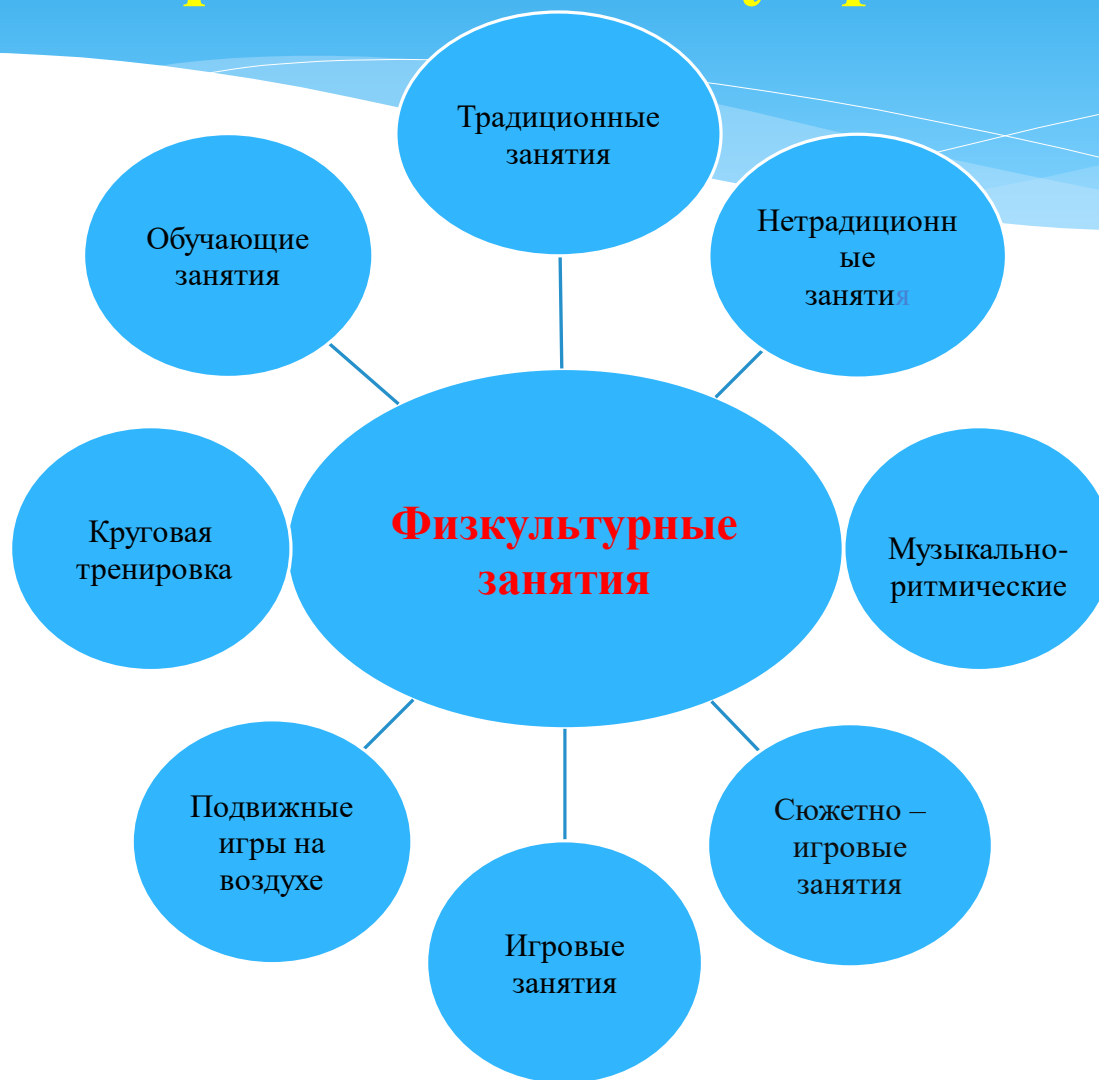 Традиционные
занятия
Нетрадиционн
ые
занятия
Музыкально-
ритмические
Сюжетно –
игровые
занятия
Игровые
занятия
Подвижные
игры на
воздухе
Круговая
тренировка
Обучающие
занятия
Физкультурные
занятия